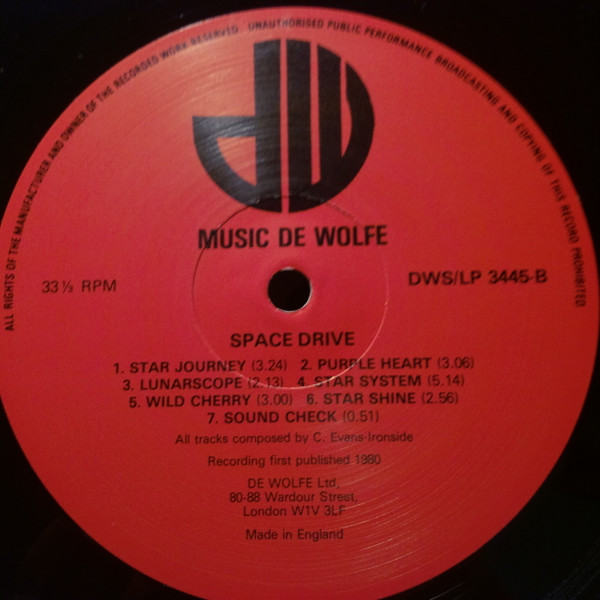 ALL RIGHTS OF THE MANUFACTURER AND OWNER OF THE RECORDED WORK RESERVED . UNAUTHORISED PUBLIC PERFORMANCE BROADCASTING AND COPYING OF THIS RECORD PROHIBITED
dW
MUSIC DE WOLFE
33⅓ RPM
DWS/LP 3445-B
SPACE DRIVE
1. STAR JOURNEY (3.24) 2. PURPLE HEART (3.06)
3. LUNARSCOPE (2.13) 4. STAR SYSTEM (5.14)
5. WILD CHERRY (3.00) 6. STAR SHINE (2.56)
7. SOUND CHECK (0.51)
All tracks composed by C. Evans-Ironside
Recording first published 1980
DE WOLFE Ltd,
80-88 Wardour Street,
London W1V 3LF
Made in England